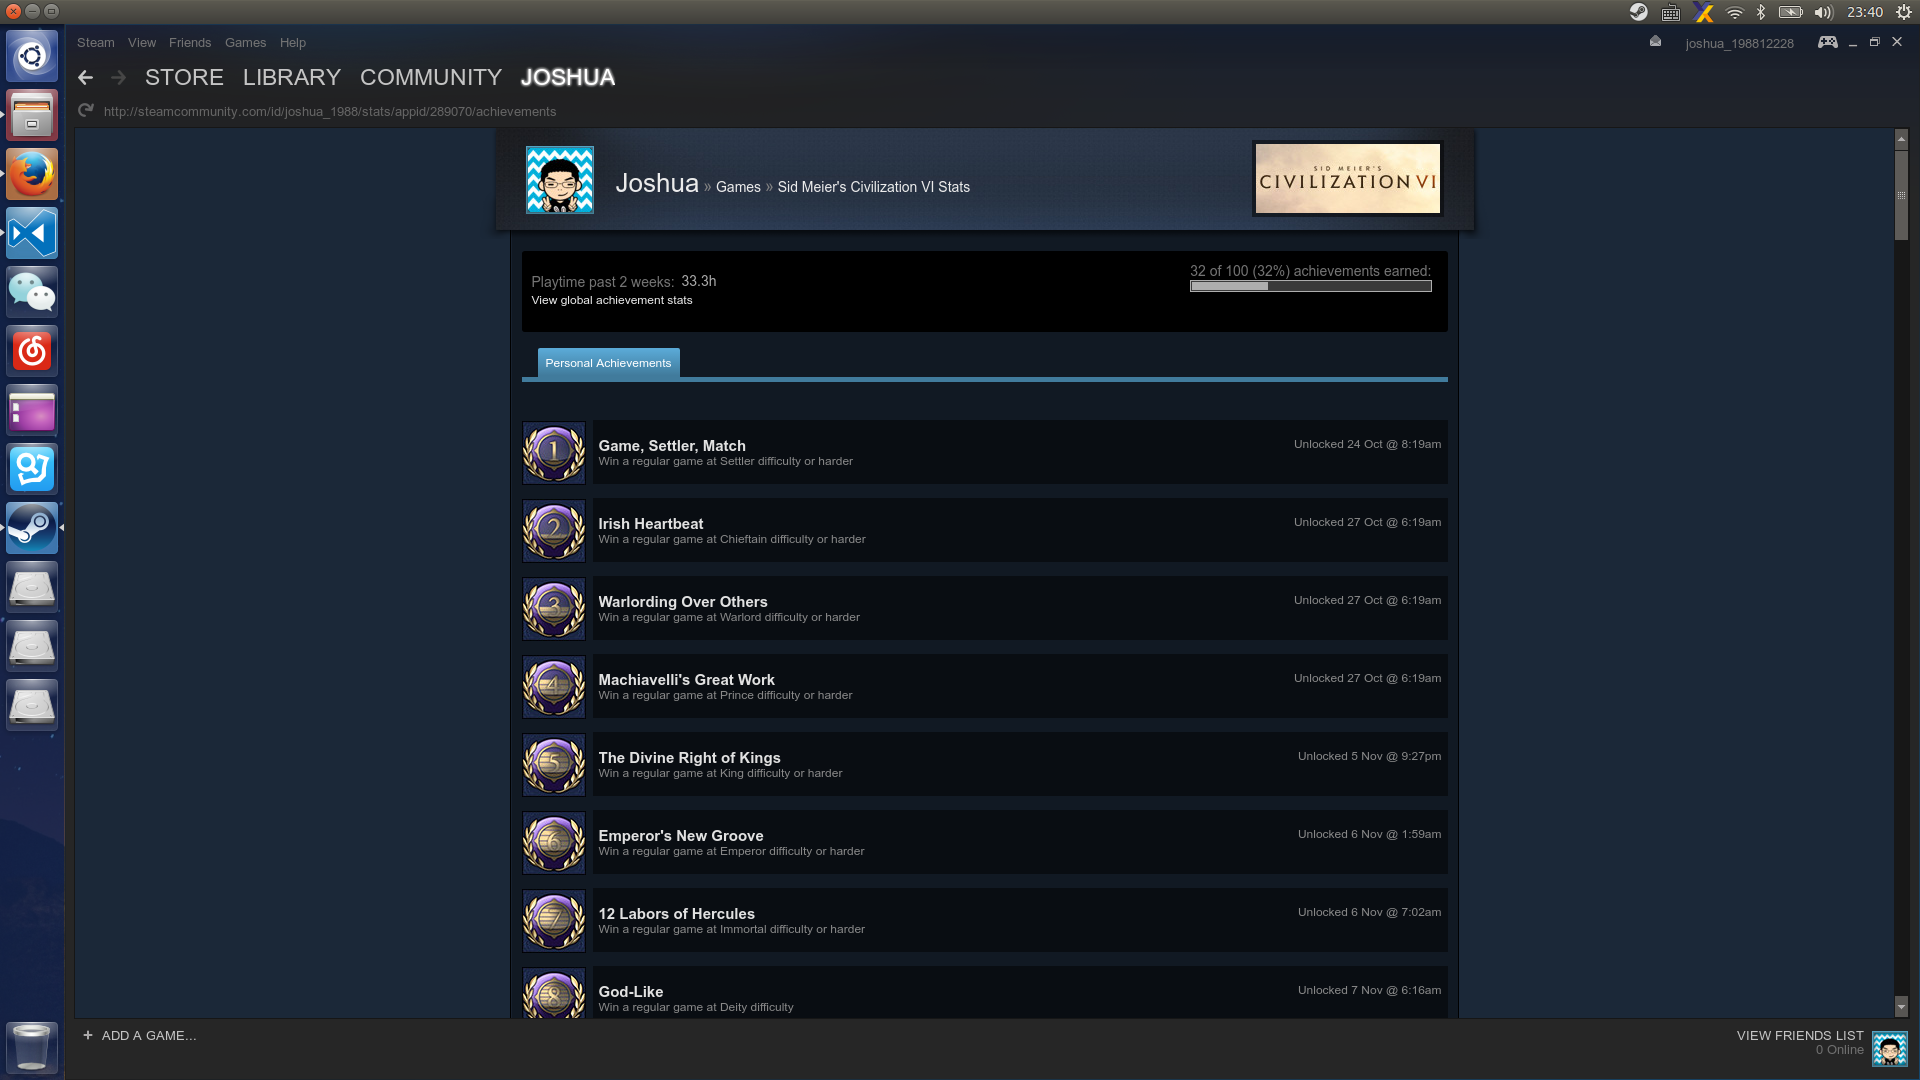 23:40
Steam View Friends Games Help
joshua_198812228
STORE LIBRARY COMMUNITY JOSHUA
http://steamcommunity.com/id/joshua_1988/stats/appid/289070/achievements
Joshua » Games » Sid Meier's Civilization VI Stats
SID MEIER'S
CIVILIZATION VI
Playtime past 2 weeks: 33.3h
View global achievement stats
32 of 100 (32%) achievements earned:
Personal Achievements
1
Game, Settler, Match
Win a regular game at Settler difficulty or harder
Unlocked 24 Oct @ 8:19am
2
Irish Heartbeat
Win a regular game at Chieftain difficulty or harder
Unlocked 27 Oct @ 6:19am
3
Warlording Over Others
Win a regular game at Warlord difficulty or harder
Unlocked 27 Oct @ 6:19am
4
Machiavelli's Great Work
Win a regular game at Prince difficulty or harder
Unlocked 27 Oct @ 6:19am
5
The Divine Right of Kings
Win a regular game at King difficulty or harder
Unlocked 5 Nov @ 9:27pm
6
Emperor's New Groove
Win a regular game at Emperor difficulty or harder
Unlocked 6 Nov @ 1:59am
7
12 Labors of Hercules
Win a regular game at Immortal difficulty or harder
Unlocked 6 Nov @ 7:02am
8
God-Like
Win a regular game at Deity difficulty
Unlocked 7 Nov @ 6:16am
+ ADD A GAME...
VIEW FRIENDS LIST
0 Online